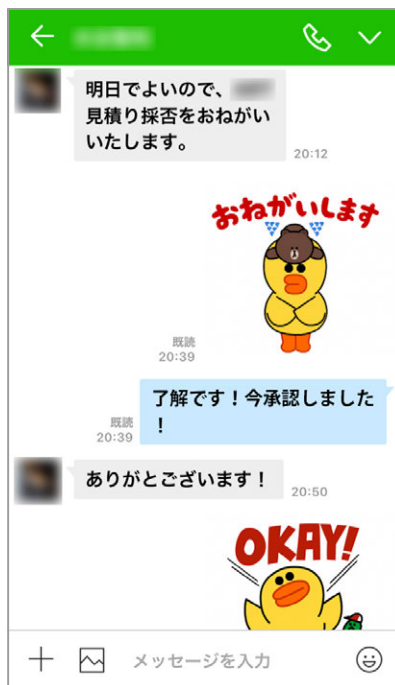 明日でよいので、
見積り採否をおねがい
いたします。
20:12
おねがいします
既読
20:39
了解です！今承認しました
！
既読
20:39
ありがとございます！
20:50
OKAY!
メッセージを入力